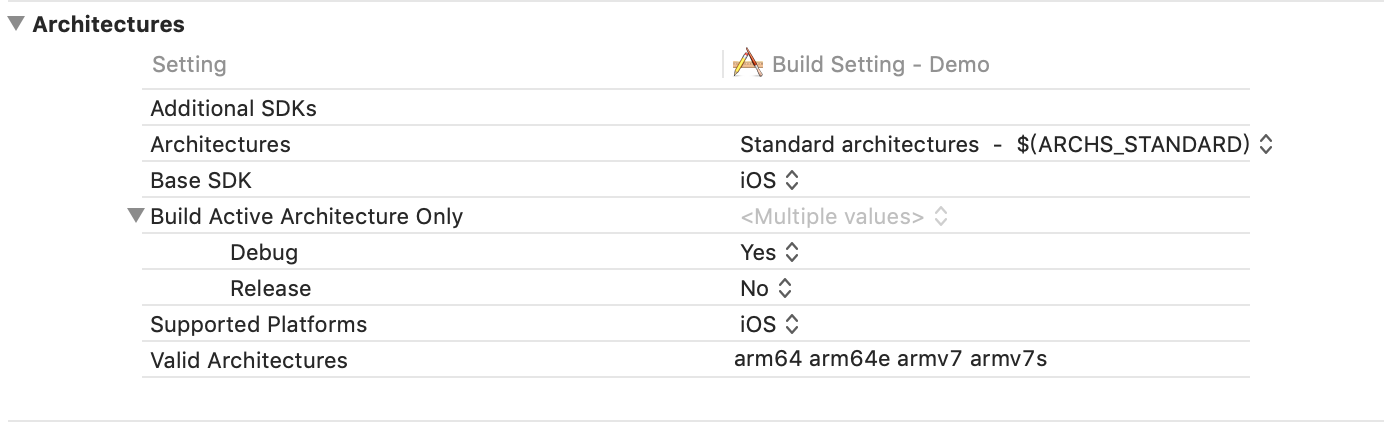 Architectures
Setting Build Setting - Demo
Additional SDKs
Architectures Standard architectures - $(ARCHS_STANDARD)
Base SDK iOS
Build Active Architecture Only <Multiple values>
Debug Yes
Release No
Supported Platforms iOS
Valid Architectures arm64 arm64e armv7 armv7s